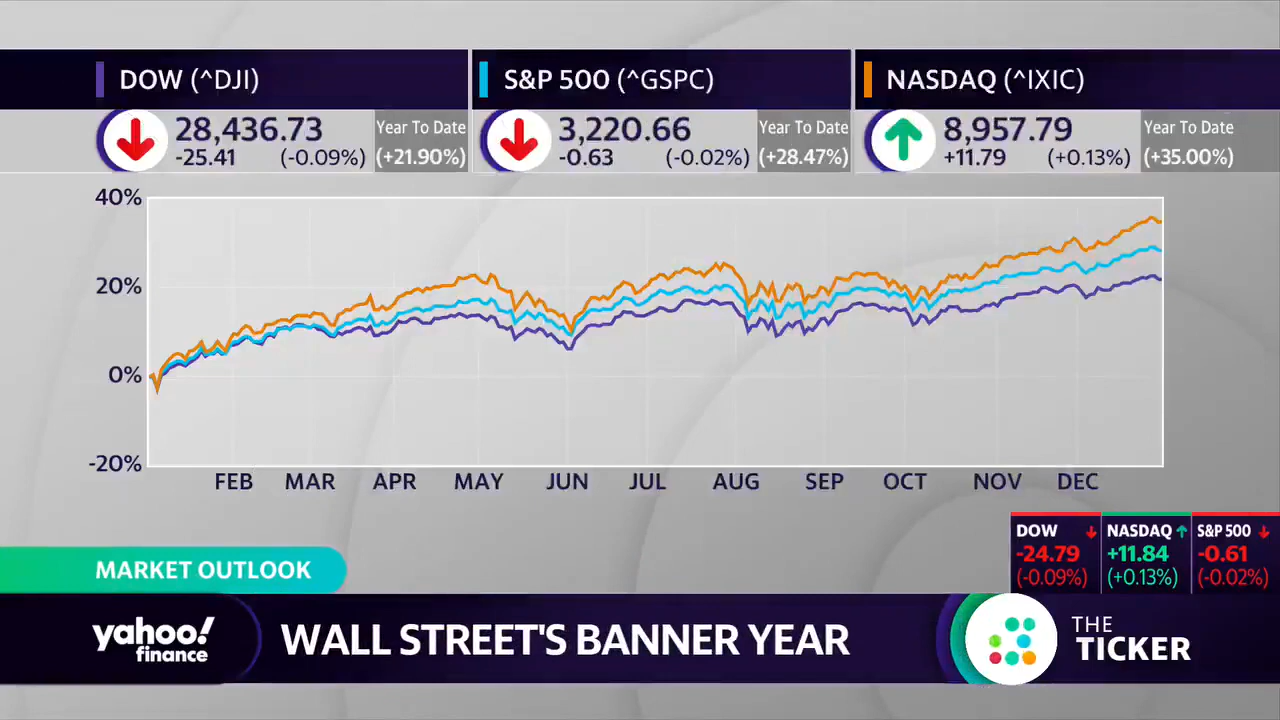 DOW (^DJI)
28,436.73
-25.41 (-0.09%)
Year To Date
(+21.90%)
S&P 500 (^GSPC)
3,220.66
-0.63 (-0.02%)
Year To Date
(+28.47%)
NASDAQ (^IXIC)
8,957.79
+11.79 (+0.13%)
Year To Date
(+35.00%)
40%
20%
0%
-20%
FEB MAR APR MAY JUN JUL AUG SEP OCT NOV DEC
DOW
-24.79
(-0.09%)
NASDAQ
+11.84
(+0.13%)
S&P 500
-0.61
(-0.02%)
MARKET OUTLOOK
yahoo!
finance
WALL STREET'S BANNER YEAR
THE
TICKER